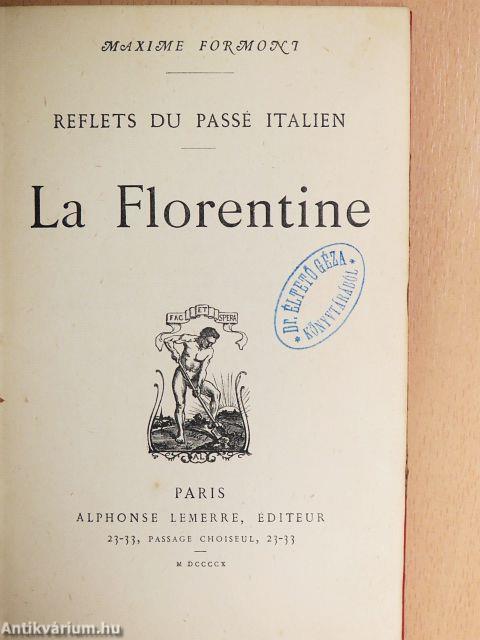 MAXIME FORMONT
REFLETS DU PASSÉ ITALIEN
La Florentine
DR. ÉLTETŐ GÉZA
* KÖNYVTÁRÁBÓL *
FAC ET SPERA
AL
PARIS
ALPHONSE LEMERRE, ÉDITEUR
23-33, PASSAGE CHOISEUL, 23-33
M DCCCCX
Antikvárium.hu